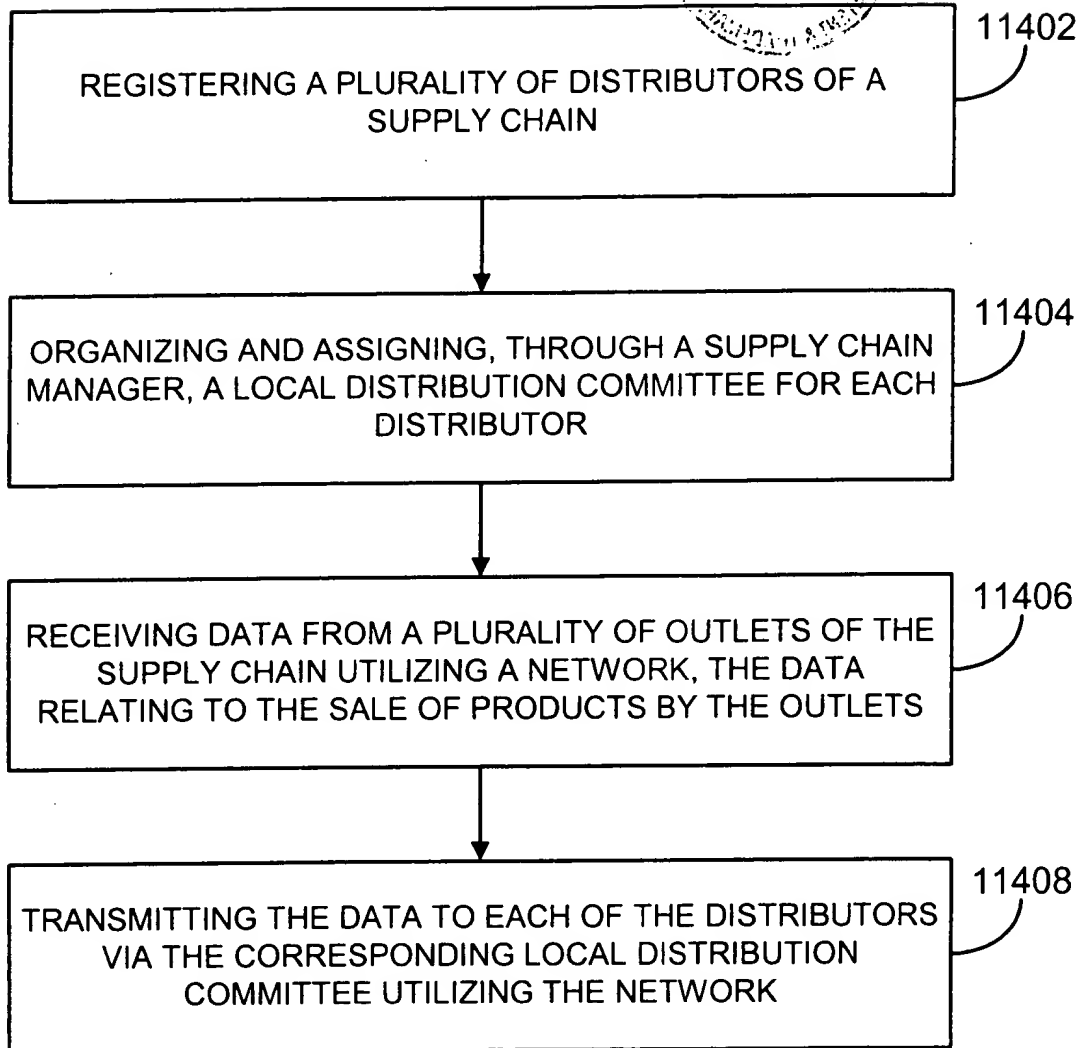 11402
REGISTERING A PLURALITY OF DISTRIBUTORS OF A
SUPPLY CHAIN
11404
ORGANIZING AND ASSIGNING, THROUGH A SUPPLY CHAIN
MANAGER, A LOCAL DISTRIBUTION COMMITTEE FOR EACH
DISTRIBUTOR
11406
RECEIVING DATA FROM A PLURALITY OF OUTLETS OF THE
SUPPLY CHAIN UTILIZING A NETWORK, THE DATA
RELATING TO THE SALE OF PRODUCTS BY THE OUTLETS
11408
TRANSMITTING THE DATA TO EACH OF THE DISTRIBUTORS
VIA THE CORRESPONDING LOCAL DISTRIBUTION
COMMITTEE UTILIZING THE NETWORK